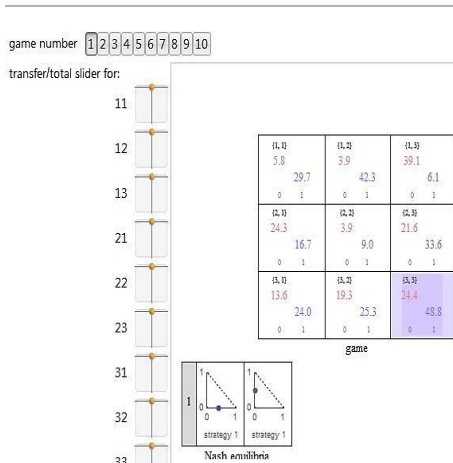 game number 1 2 3 4 5 6 7 8 9 10
transfer/total slider for:
11
12
13
21
22
23
31
32
33
{1, 1} {1, 2} {1, 3}
5.8 3.9 39.1
29.7 42.3 6.1
0 1 0 1 0 1
{2, 1} {2, 2} {2, 3}
24.3 3.9 21.6
16.7 9.0 33.6
0 1 0 1 0 1
{3, 1} {3, 2} {3, 3}
13.6 19.3 24.4
24.0 25.3 48.8
0 1 0 1 0 1
game
1 1
1
0 0
0 1 0 1
strategy 1 strategy 1
Nash equilibria